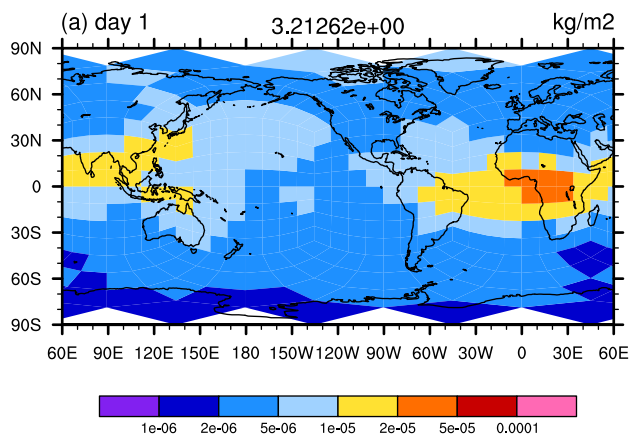 (a) day 1 3.21262e+00 kg/m2
90N
60N
30N
0
30S
60S
90S
60E 90E 120E 150E 180 150W 120W 90W 60W 30W 0 30E 60E
1e-06 2e-06 5e-06 1e-05 2e-05 5e-05 0.0001